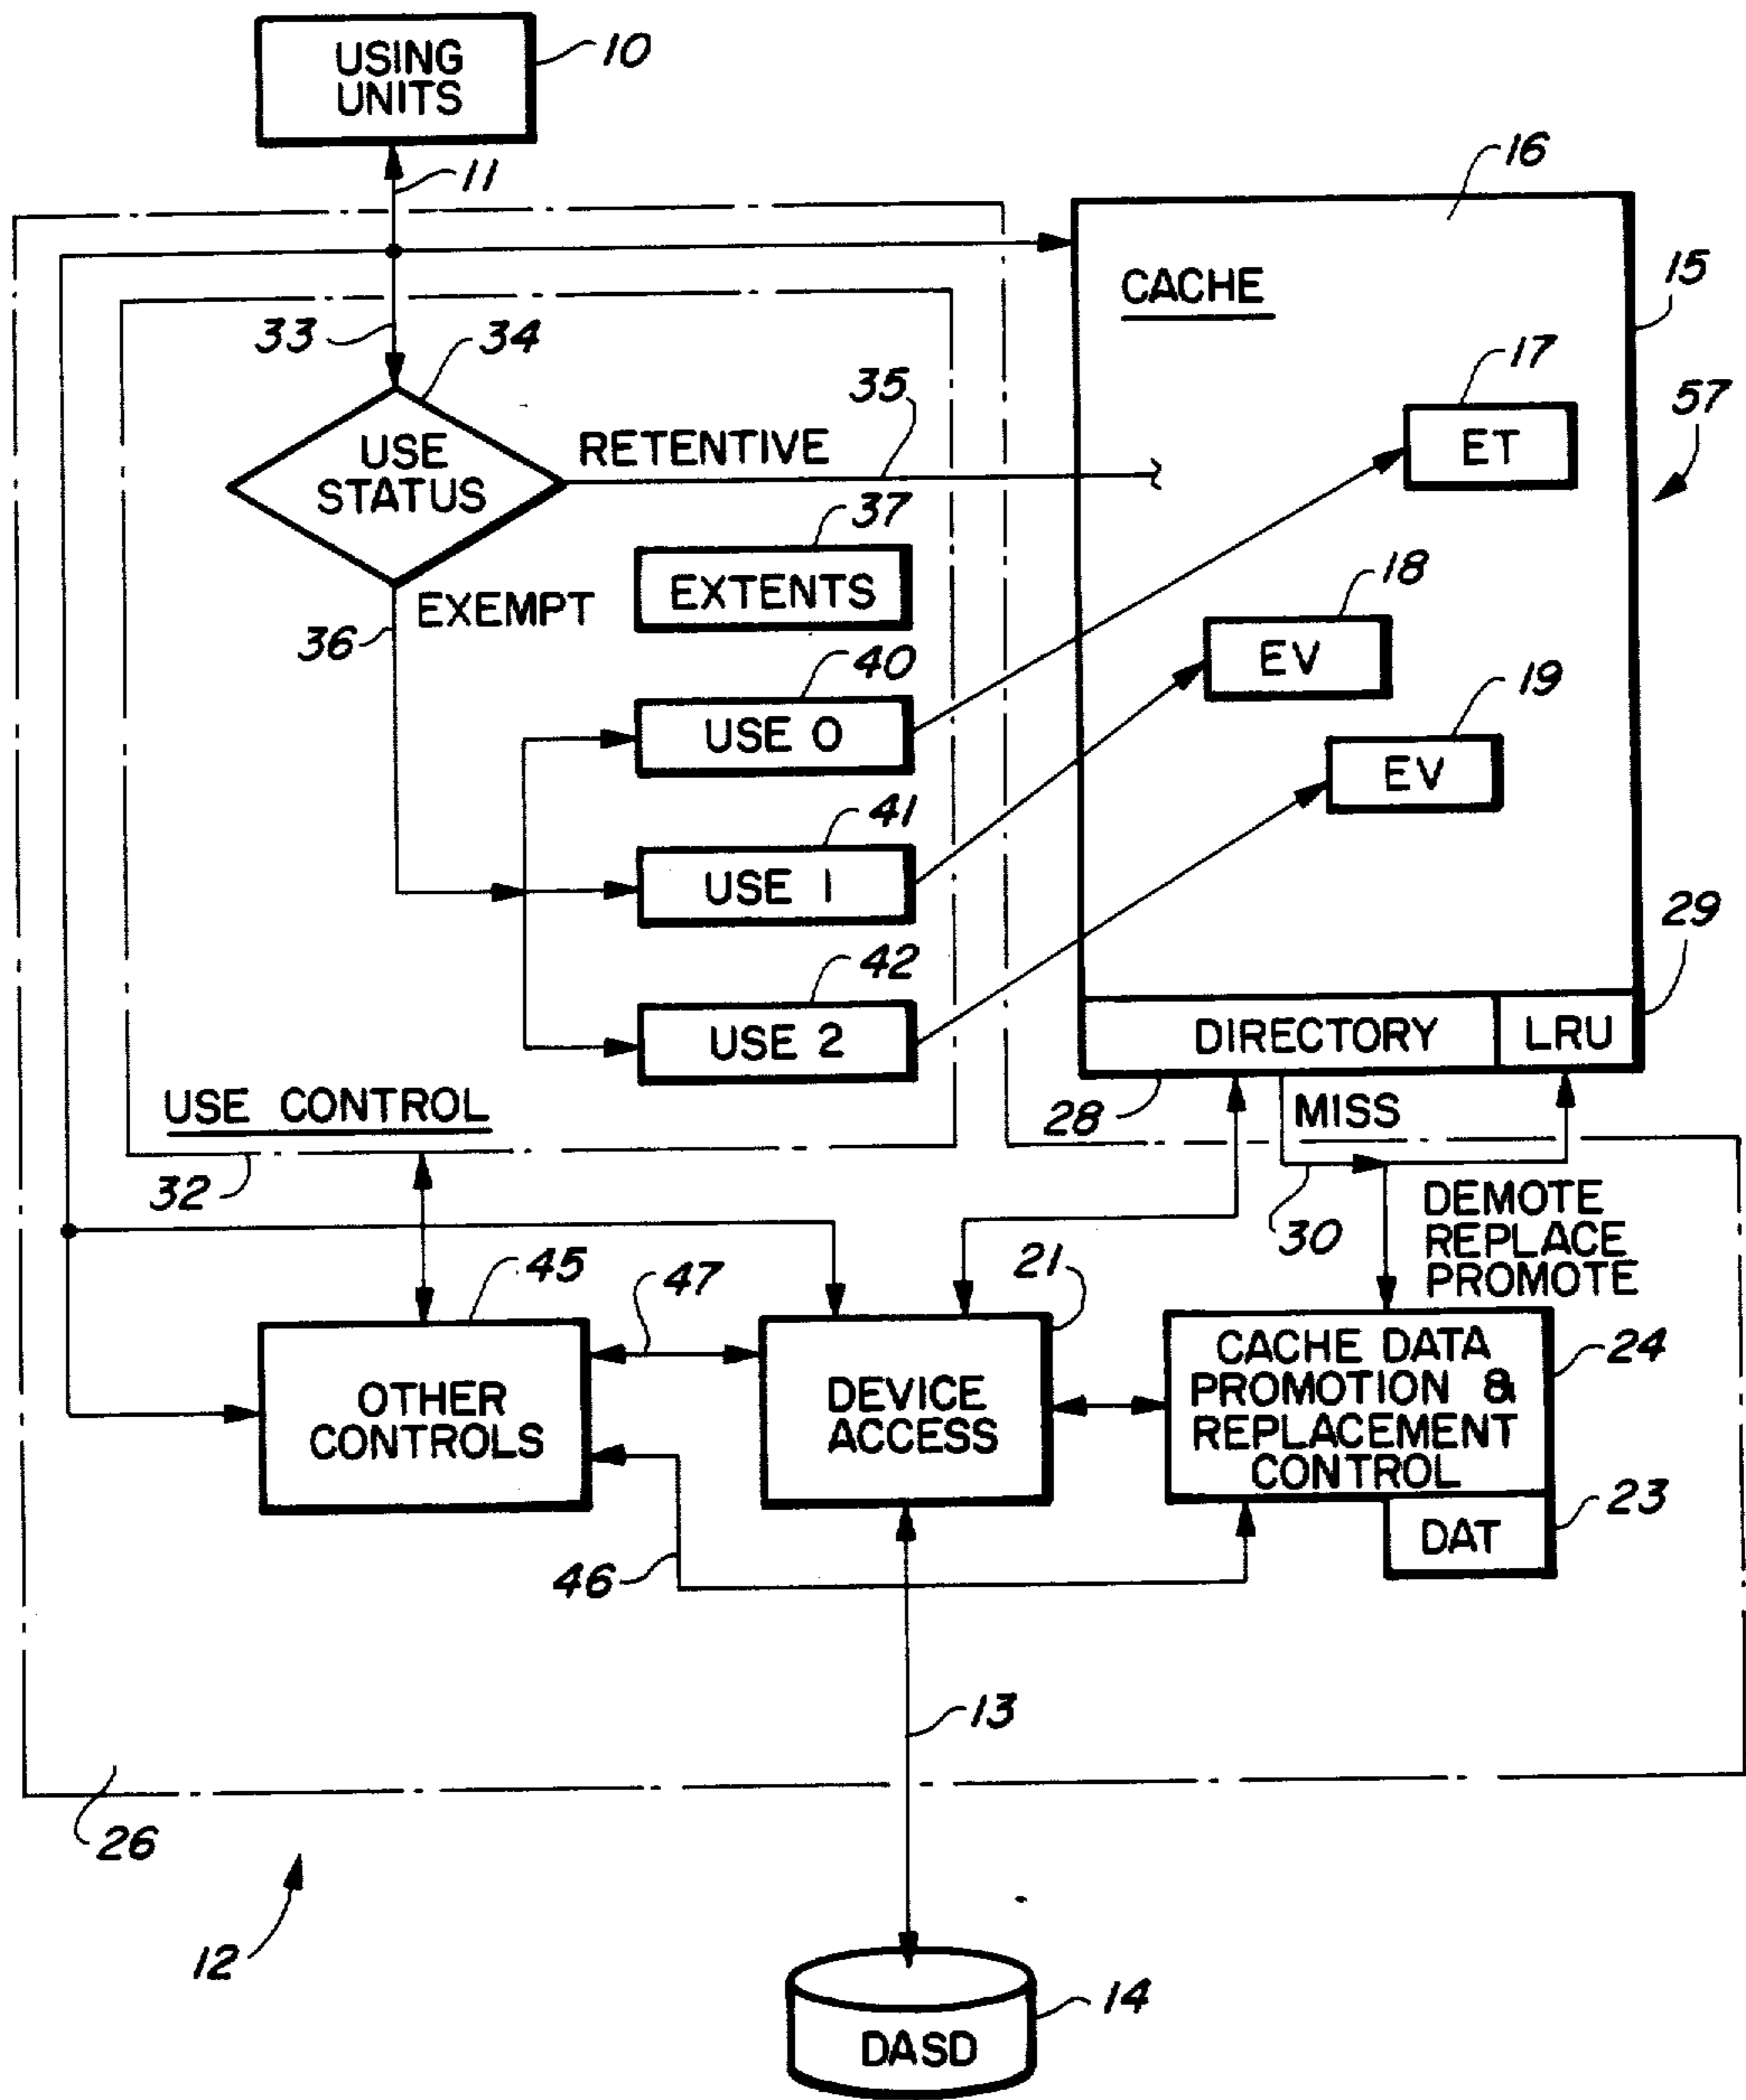 USING
UNITS
10
11
16
CACHE
15
33
34
35
17
57
USE
STATUS
RETENTIVE
ET
37
EXTENTS
18
EXEMPT
36
EV
40
19
USE 0
EV
41
USE 1
29
42
USE 2
DIRECTORY
LRU
USE CONTROL
28
MISS
32
30
DEMOTE
REPLACE
PROMOTE
45
47
21
24
OTHER
CONTROLS
DEVICE
ACCESS
CACHE DATA
PROMOTION &
REPLACEMENT
CONTROL
23
DAT
46
13
26
12
14
DASD